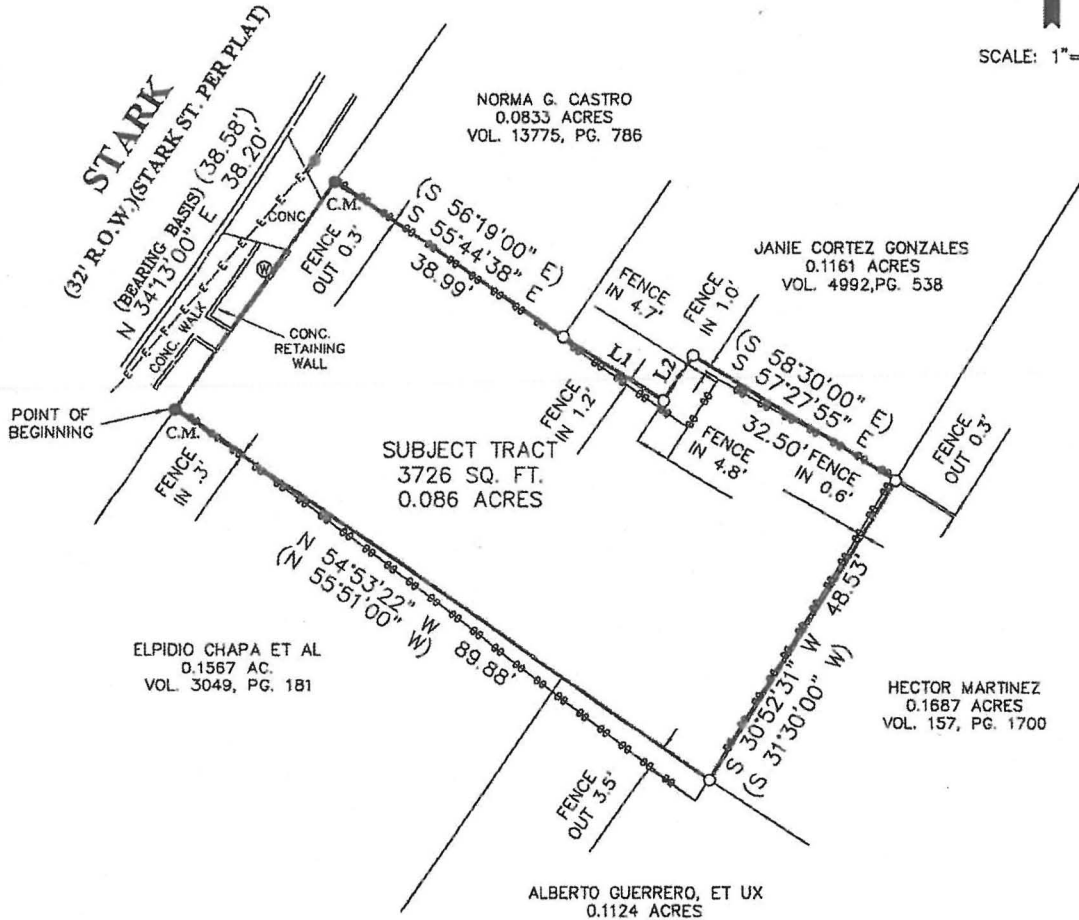 SCALE: 1"=
STARK
(32' R.O.W.)(STARK ST. PER PLAT)
(BEARING BASIS) (38.58')
N 34°13'00" E 38.20'
NORMA G. CASTRO
0.0833 ACRES
VOL. 13775, PG. 786
C.M.
CONC.
CONC. WALK
W
E E E E E E E
FENCE
OUT 0.3'
(S 56°19'00" E)
S 55°44'38" E
38.99'
JANIE CORTEZ GONZALES
0.1161 ACRES
VOL. 4992,PG. 538
FENCE
IN 4.7'
FENCE
IN 1.0'
CONC.
RETAINING
WALL
L1
L2
(S 58°30'00" E)
S 57°27'55" E
32.50'
POINT OF
BEGINNING
C.M.
FENCE
IN 1.2'
FENCE
IN .3'
SUBJECT TRACT
3726 SQ. FT.
0.086 ACRES
FENCE
IN 4.8'
FENCE
IN 0.6'
FENCE
OUT 0.3'
N 54°53'22" W 89.88'
(N 55°51'00" W)
S 30°52'31" W 48.53'
(S 31°30'00" W)
ELPIDIO CHAPA ET AL
0.1567 AC.
VOL. 3049, PG. 181
HECTOR MARTINEZ
0.1687 ACRES
VOL. 157, PG. 1700
FENCE
OUT 3.5'
ALBERTO GUERRERO, ET UX
0.1124 ACRES